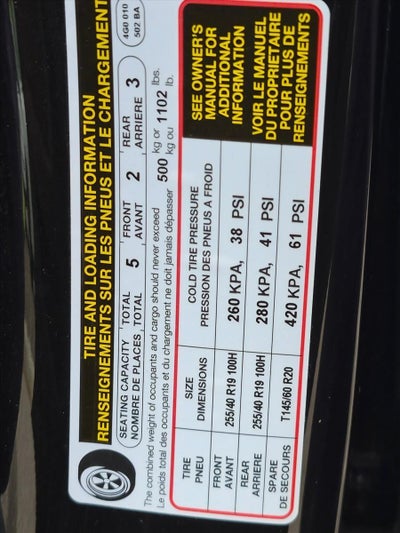 TIRE AND LOADING INFORMATION
RENSEIGNEMENTS SUR LES PNEUS ET LE CHARGEMENT
4G0 010
502 BA
SEATING CAPACITY TOTAL 5 FRONT 2 REAR 3
NOMBRE DE PLACES TOTAL AVANT ARRIERE
The combined weight of occupants and cargo should never exceed 500 kg or 1102 lbs.
Le poids total des occupants et du chargement ne doit jamais dépasser kg ou lb.
TIRE SIZE COLD TIRE PRESSURE
PNEU DIMENSIONS PRESSION DES PNEUS A FROID
FRONT
AVANT 255/40 R19 100H 260 KPA, 38 PSI
REAR
ARRIERE 255/40 R19 100H 280 KPA, 41 PSI
SPARE
DE SECOURS T145/60 R20 420 KPA, 61 PSI
SEE OWNER'S
MANUAL FOR
ADDITIONAL
INFORMATION
VOIR LE MANUEL
DU PROPRIETAIRE
POUR PLUS DE
RENSEIGNEMENTS